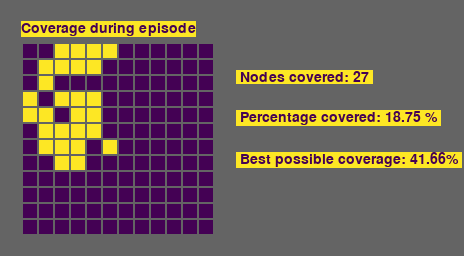 Coverage during episode
Nodes covered: 27
Percentage covered: 18.75 %
Best possible coverage: 41.66%